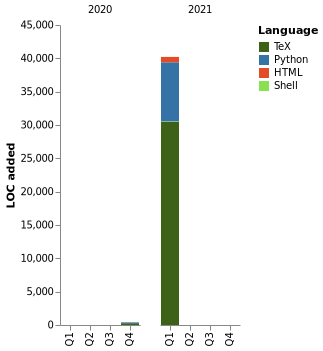 2020 2021
Language
TeX
Python
HTML
Shell
LOC added
45,000
40,000
35,000
30,000
25,000
20,000
15,000
10,000
5,000
0
Q1 Q2 Q3 Q4 Q1 Q2 Q3 Q4